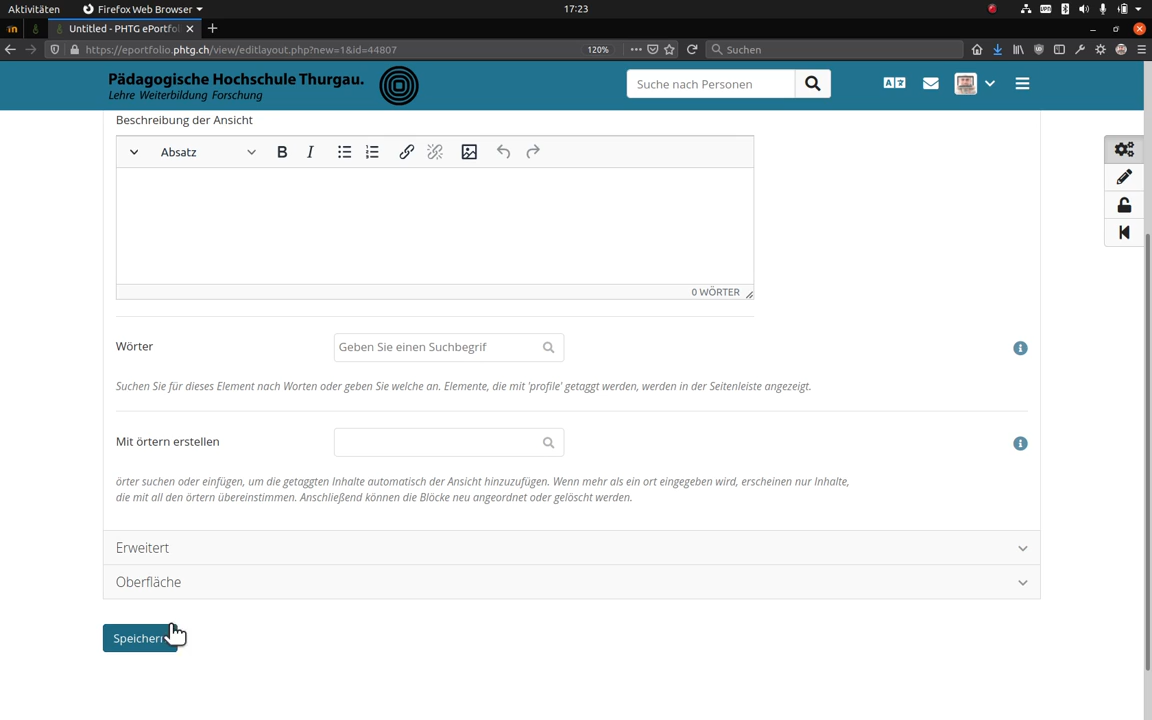 Aktivitäten
Firefox Web Browser
17:23
Untitled - PHTG ePortfol
https://eportfolio.phtg.ch/view/editlayout.php?new=1&id=44807
120%
Suchen
Pädagogische Hochschule Thurgau.
Lehre Weiterbildung Forschung
Suche nach Personen
Beschreibung der Ansicht
Absatz
B I
0 WÖRTER
Wörter
Geben Sie einen Suchbegrif
Suchen Sie für dieses Element nach Worten oder geben Sie welche an. Elemente, die mit 'profile' getaggt werden, werden in der Seitenleiste angezeigt.
Mit örtern erstellen
örter suchen oder einfügen, um die getaggten Inhalte automatisch der Ansicht hinzuzufügen. Wenn mehr als ein ort eingegeben wird, erscheinen nur Inhalte,
die mit all den örtern übereinstimmen. Anschließend können die Blöcke neu angeordnet oder gelöscht werden.
Erweitert
Oberfläche
Speichern